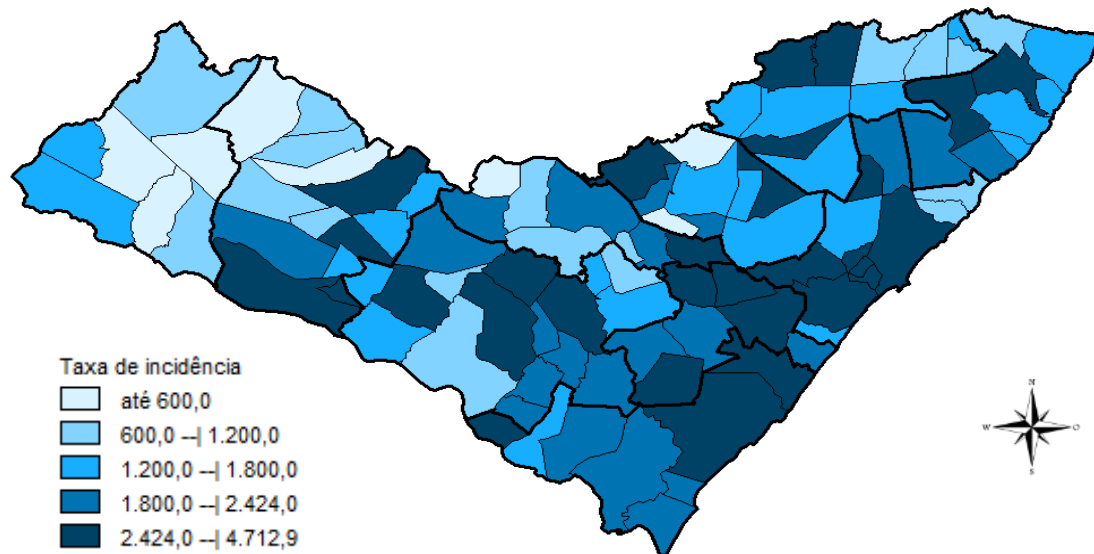 Taxa de incidência
até 600,0
600,0 --| 1.200,0
1.200,0 --| 1.800,0
1.800,0 --| 2.424,0
2.424,0 --| 4.712,9
N
W
O
S